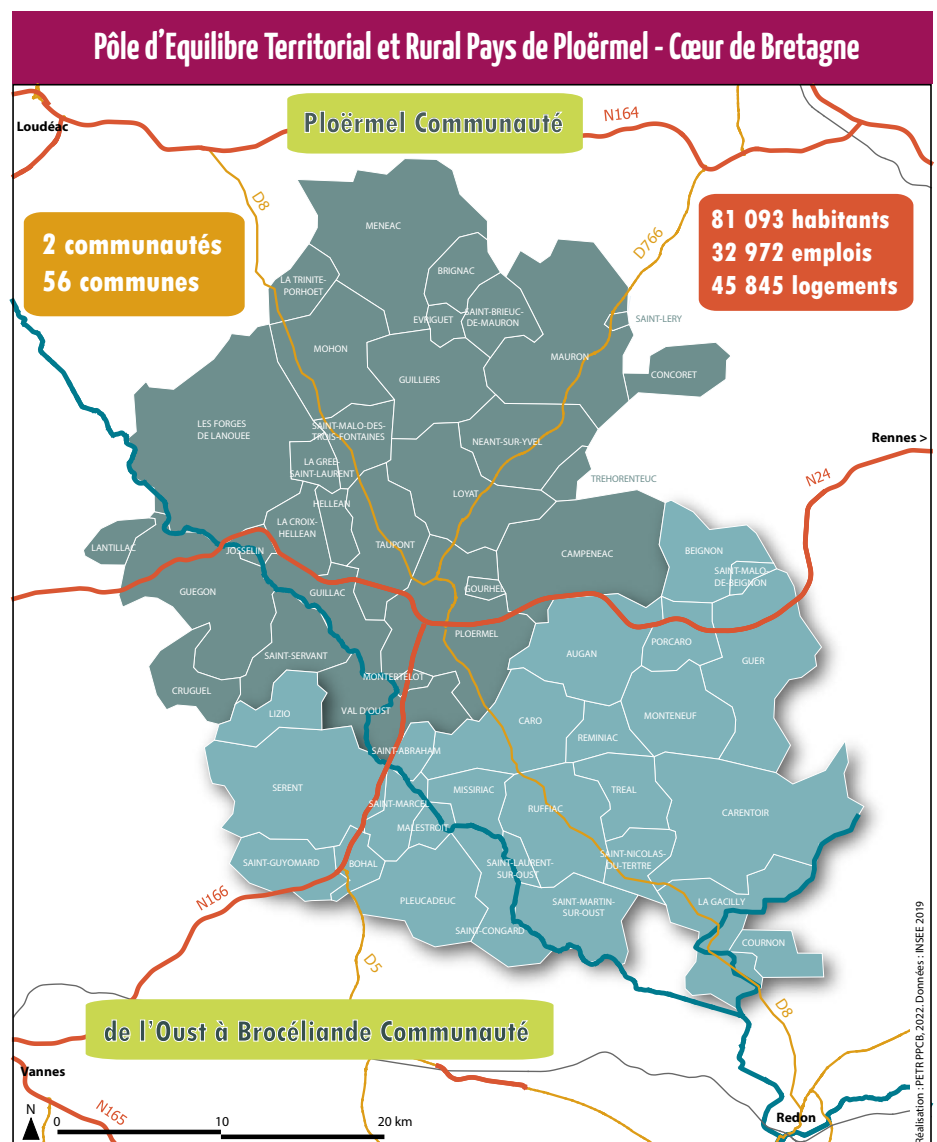 Pôle d'Equilibre Territorial et Rural Pays de Ploërmel - Cœur de Bretagne
Loudéac
Ploërmel Communauté
N164
D8
D766
2 communautés
56 communes
81 093 habitants
32 972 emplois
45 845 logements
MENEAC
BRIGNAC
LA TRINITE-
PORHOET
EVRIGUET
SAINT-BRIEUC-
DE-MAURON
SAINT-LERY
MOHON
MAURON
GUILLIERS
CONCORET
LES FORGES
DE LANOUEE
SAINT-MALO-DES-
TROIS-FONTAINES
NEANT-SUR-YVEL
Rennes >
LA GREE-
SAINT-LAURENT
TREHORENTEUC
N24
LOYAT
HELLEAN
LA CROIX-
HELLEAN
LANTILLAC
JOSSELIN
TAUPONT
CAMPENEAC
BEIGNON
SAINT-MALO-
DE-BEIGNON
GUEGON
GUILLAC
GOURHEL
PLOERMEL
PORCARO
AUGAN
GUER
SAINT-SERVANT
MONTERTELOT
CRUGUEL
VAL D'OUST
LIZIO
CARO
MONTENEUF
REMINIAC
SAINT-ABRAHAM
SERENT
MISSIRIAC
TREAL
SAINT-MARCEL
RUFFIAC
CARENTOIR
MALESTROIT
SAINT-GUYOMARD
BOHAL
SAINT-LAURENT-
SUR-OUST
SAINT-NICOLAS-
DU-TERTRE
PLEUCADEUC
SAINT-MARTIN-
SUR-OUST
LA GACILLY
N166
SAINT-CONGARD
COURNON
D5
D8
de l'Oust à Brocéliande Communauté
Vannes
N165
Redon
N
0
10
20 km
Réalisation : PETR PPCB, 2022. Données : INSEE 2019